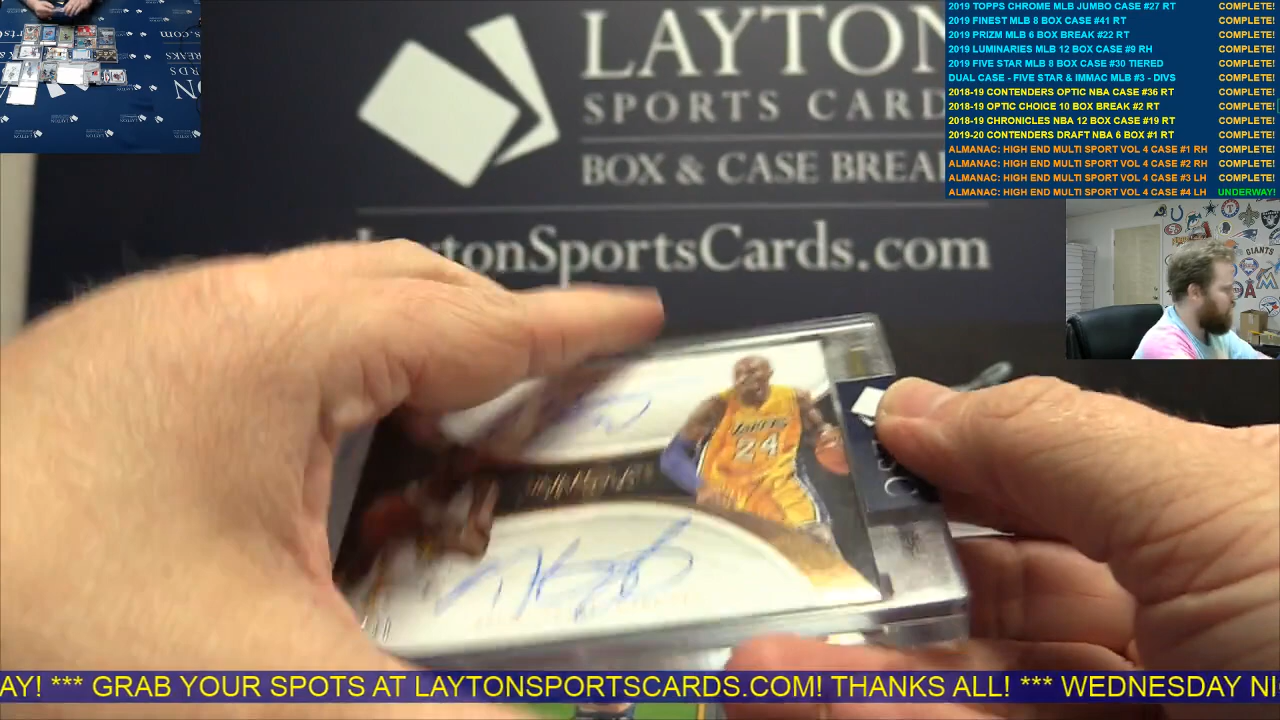 2019 TOPPS CHROME MLB JUMBO CASE #27 RT COMPLETE!
2019 FINEST MLB 8 BOX CASE #41 RT COMPLETE!
2019 PRIZM MLB 6 BOX BREAK #22 RT COMPLETE!
2019 LUMINARIES MLB 12 BOX CASE #9 RH COMPLETE!
2019 FIVE STAR MLB 8 BOX CASE #30 TIERED COMPLETE!
DUAL CASE - FIVE STAR & IMMAC MLB #3 - DIVS COMPLETE!
2018-19 CONTENDERS OPTIC NBA CASE #36 RT COMPLETE!
2018-19 OPTIC CHOICE 10 BOX BREAK #2 RT COMPLETE!
2018-19 CHRONICLES NBA 12 BOX CASE #19 RT COMPLETE!
2019-20 CONTENDERS DRAFT NBA 6 BOX #1 RT COMPLETE!
ALMANAC: HIGH END MULTI SPORT VOL 4 CASE #1 RH COMPLETE!
ALMANAC: HIGH END MULTI SPORT VOL 4 CASE #2 RH COMPLETE!
ALMANAC: HIGH END MULTI SPORT VOL 4 CASE #3 LH COMPLETE!
ALMANAC: HIGH END MULTI SPORT VOL 4 CASE #4 LH UNDERWAY!
LAYTON
SPORTS CARD
BOX & CASE BREA
LaytonSportsCards.com
GIANTS
Lakers
24
AY! *** GRAB YOUR SPOTS AT LAYTONSPORTSCARDS.COM! THANKS ALL! *** WEDNESDAY NI